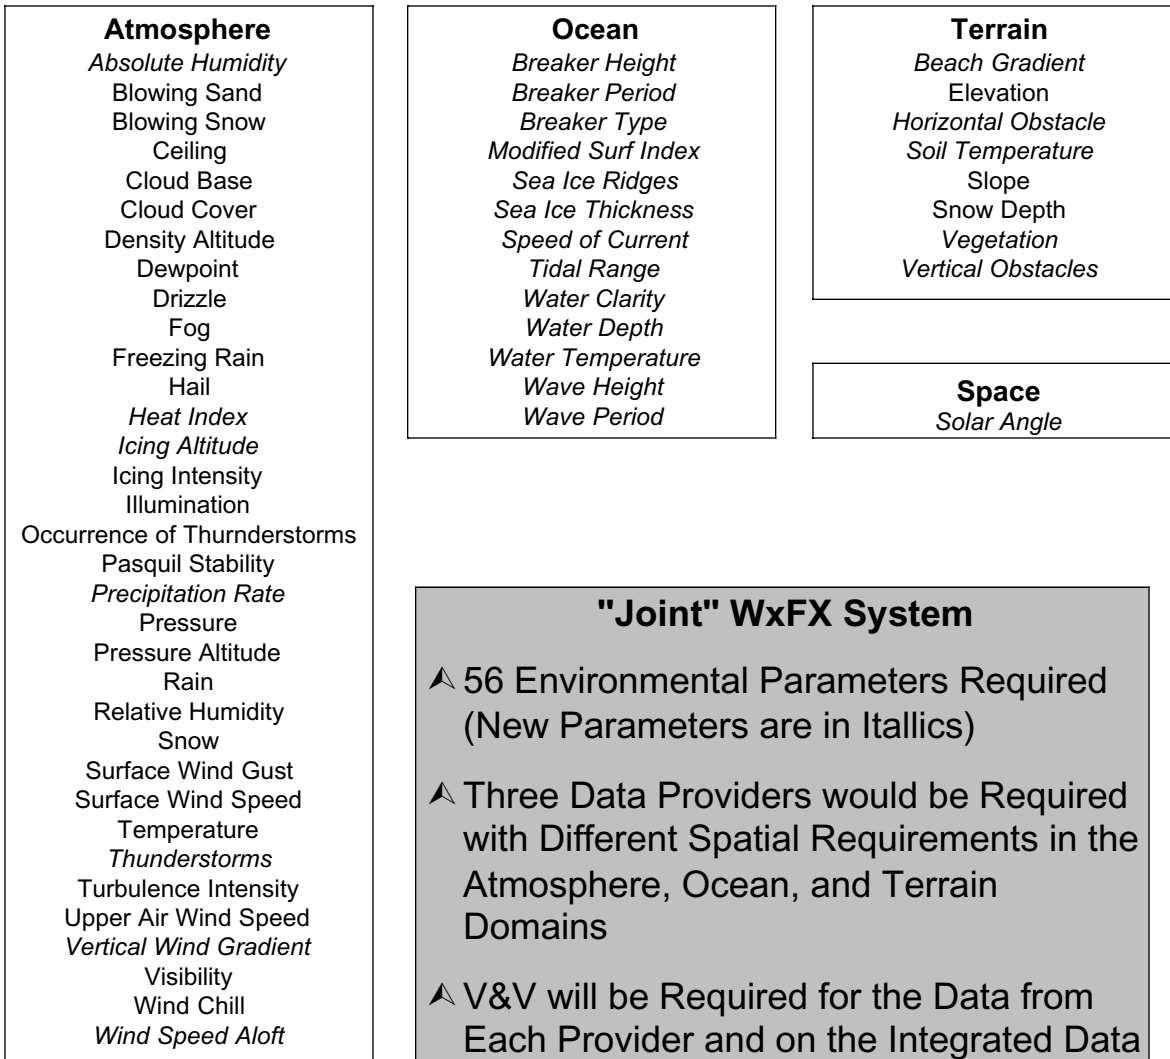 Atmosphere
Absolute Humidity
Blowing Sand
Blowing Snow
Ceiling
Cloud Base
Cloud Cover
Density Altitude
Dewpoint
Drizzle
Fog
Freezing Rain
Hail
Heat Index
Icing Altitude
Icing Intensity
Illumination
Occurrence of Thurnderstorms
Pasquil Stability
Precipitation Rate
Pressure
Pressure Altitude
Rain
Relative Humidity
Snow
Surface Wind Gust
Surface Wind Speed
Temperature
Thunderstorms
Turbulence Intensity
Upper Air Wind Speed
Vertical Wind Gradient
Visibility
Wind Chill
Wind Speed Aloft
Ocean
Breaker Height
Breaker Period
Breaker Type
Modified Surf Index
Sea Ice Ridges
Sea Ice Thickness
Speed of Current
Tidal Range
Water Clarity
Water Depth
Water Temperature
Wave Height
Wave Period
Terrain
Beach Gradient
Elevation
Horizontal Obstacle
Soil Temperature
Slope
Snow Depth
Vegetation
Vertical Obstacles
Space
Solar Angle
"Joint" WxFX System
56 Environmental Parameters Required
(New Parameters are in Itallics)
Three Data Providers would be Required
with Different Spatial Requirements in the
Atmosphere, Ocean, and Terrain
Domains
V&V will be Required for the Data from
Each Provider and on the Integrated Data